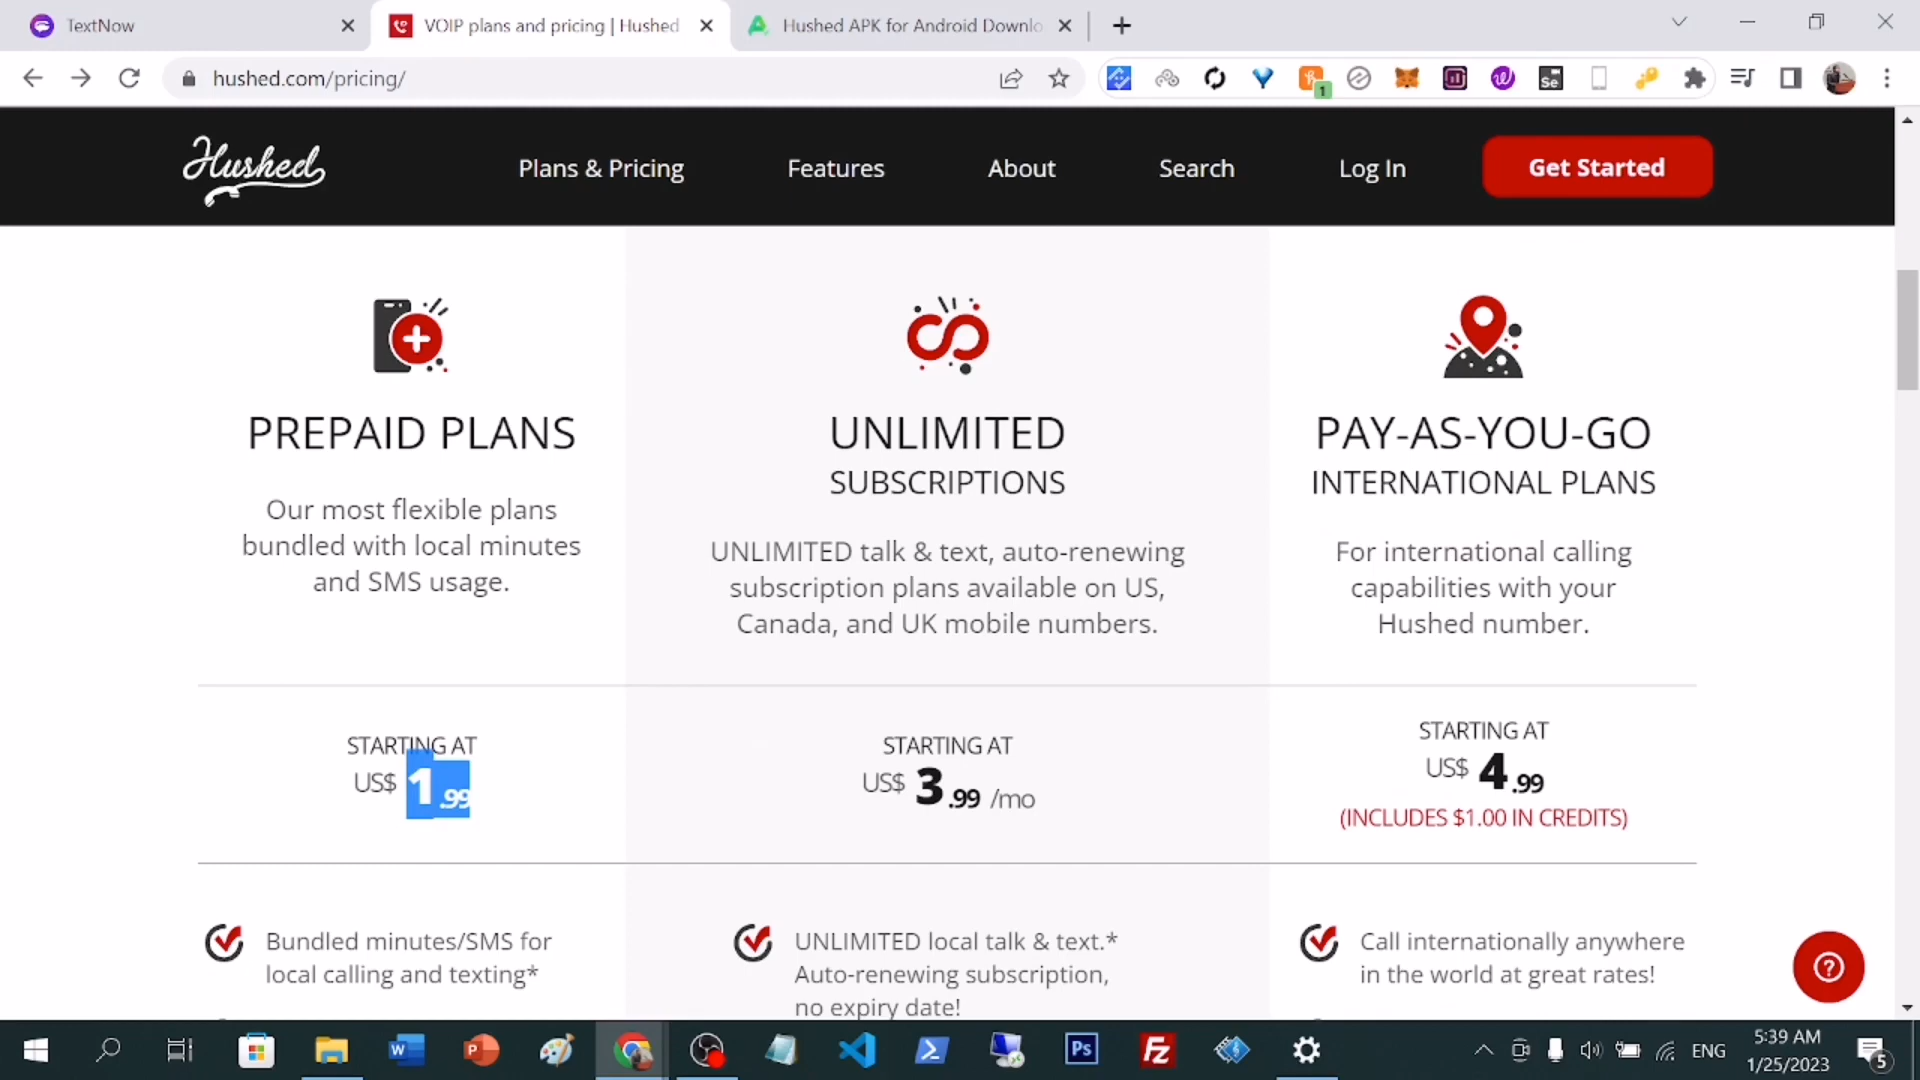 TextNow
VOIP plans and pricing | Hushed
Hushed APK for Android Downlo
hushed.com/pricing/
1
Se
Hushed
Plans & Pricing
Features
About
Search
Log In
Get Started
PREPAID PLANS
Our most flexible plans
bundled with local minutes
and SMS usage.
STARTING AT
US$ 1.99
Bundled minutes/SMS for
local calling and texting*
UNLIMITED
SUBSCRIPTIONS
UNLIMITED talk & text, auto-renewing
subscription plans available on US,
Canada, and UK mobile numbers.
STARTING AT
US$ 3.99 /mo
UNLIMITED local talk & text.*
Auto-renewing subscription,
no expiry date!
PAY-AS-YOU-GO
INTERNATIONAL PLANS
For international calling
capabilities with your
Hushed number.
STARTING AT
US$ 4.99
(INCLUDES $1.00 IN CREDITS)
Call internationally anywhere
in the world at great rates!
W
P
Ps
FZ
ENG
5:39 AM
1/25/2023
5